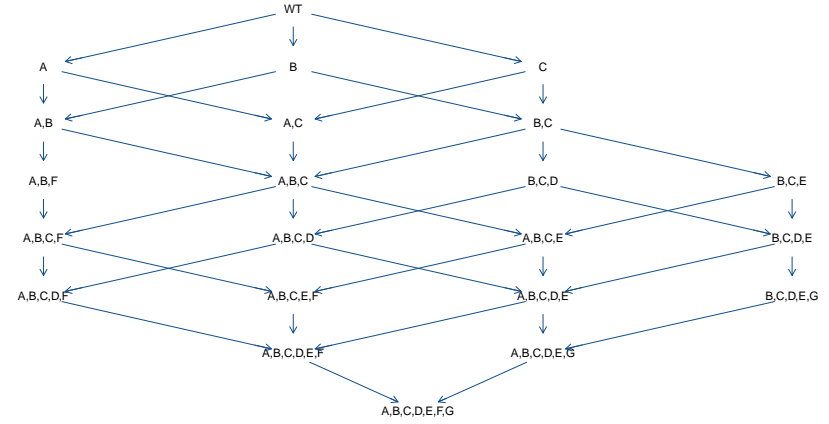 WT
A B C
A,B A,C B,C
A,B,F A,B,C B,C,D B,C,E
A,B,C,F A,B,C,D A,B,C,E B,C,D,E
A,B,C,D,F A,B,C,E,F A,B,C,D,E B,C,D,E,G
A,B,C,D,E,F A,B,C,D,E,G
A,B,C,D,E,F,G